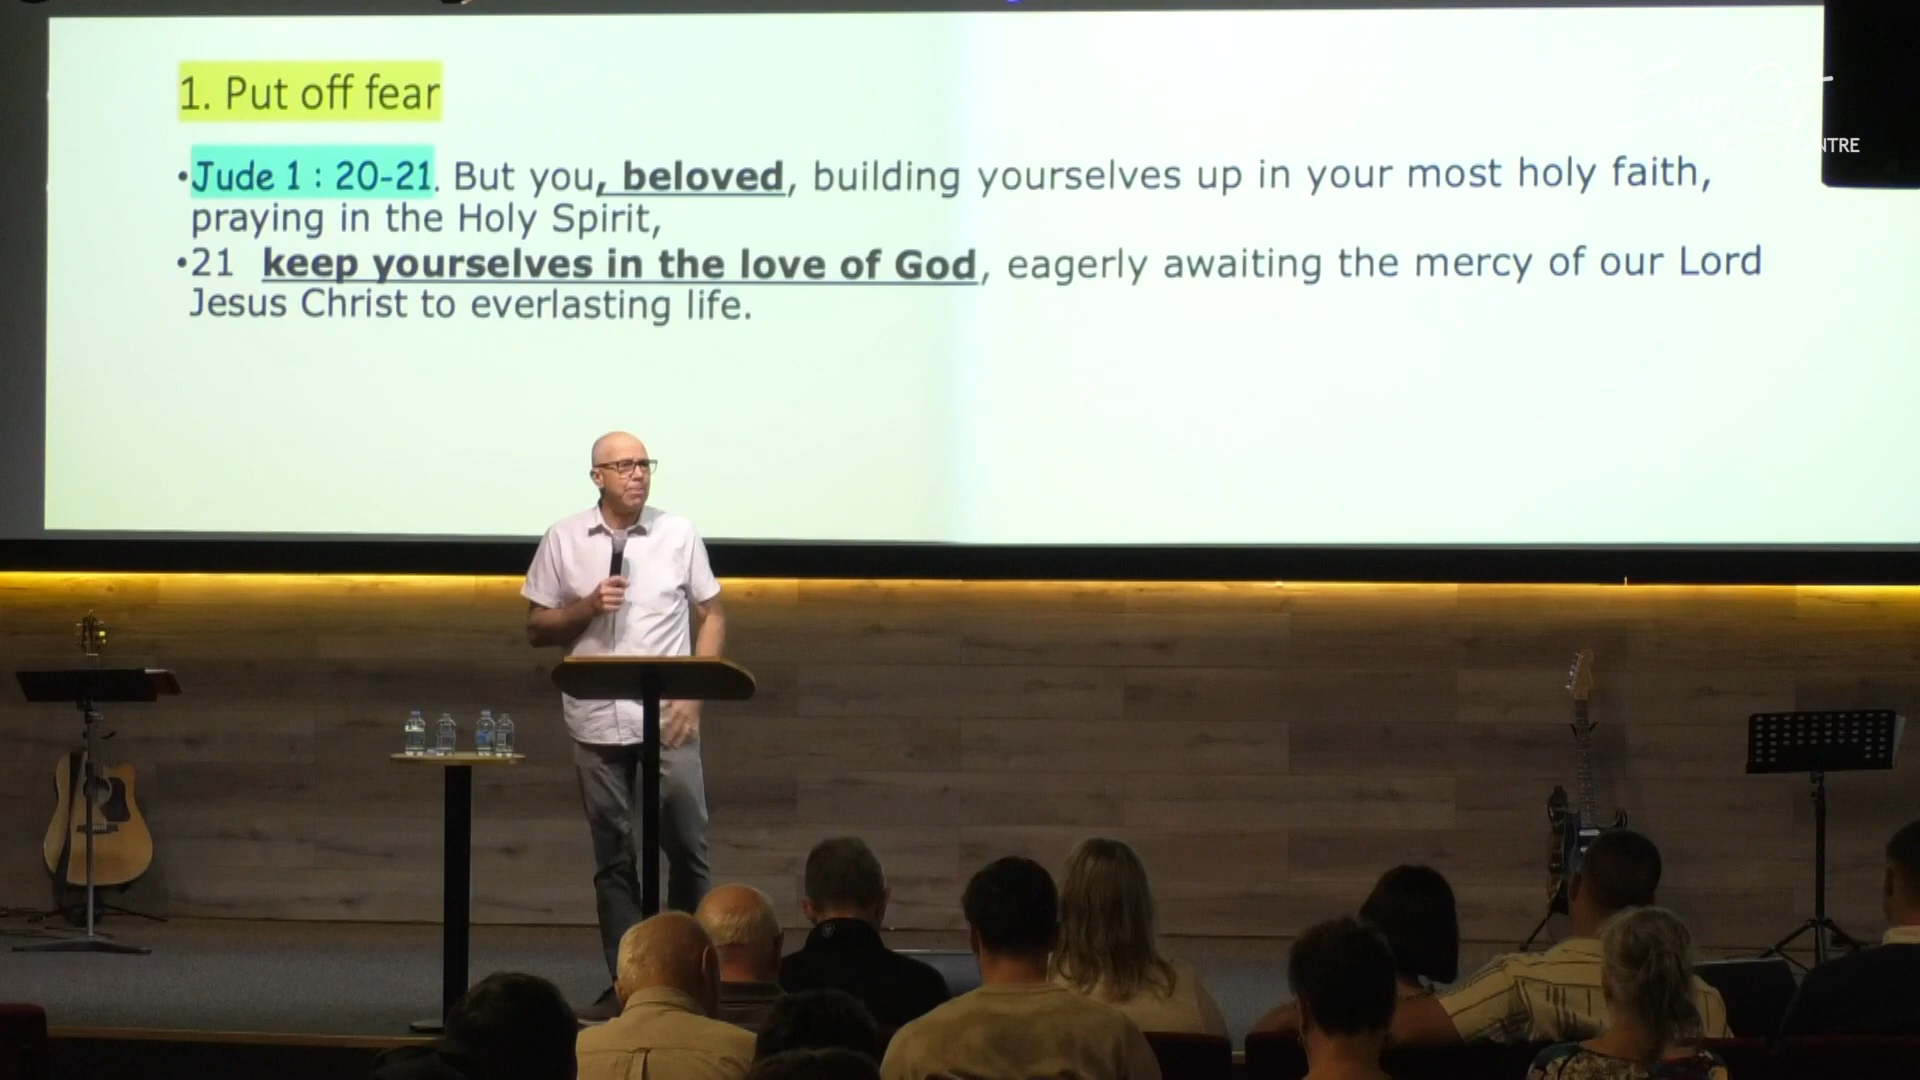 1. Put off fear
•Jude 1 : 20-21. But you, beloved, building yourselves up in your most holy faith,
praying in the Holy Spirit,
•21 keep yourselves in the love of God, eagerly awaiting the mercy of our Lord
Jesus Christ to everlasting life.
NTRE